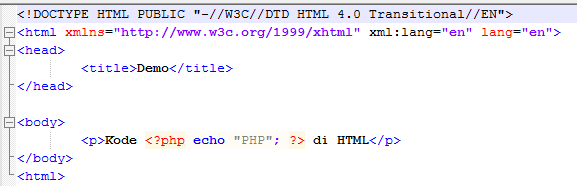 <!DOCTYPE HTML PUBLIC "-//W3C//DTD HTML 4.0 Transitional//EN">
<html xmlns="http://www.w3c.org/1999/xhtml" xml:lang="en" lang="en">
<head>
<title>Demo</title>
</head>
<body>
<p>Kode <?php echo "PHP"; ?> di HTML</p>
</body>
<html>